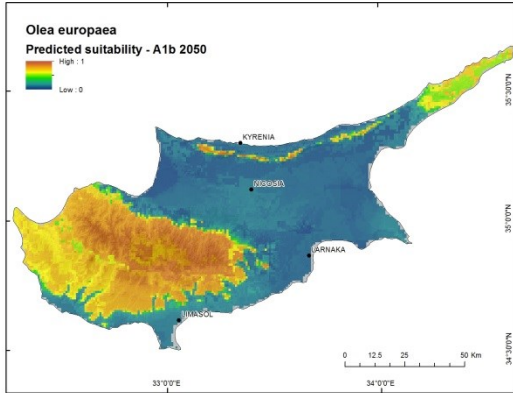 Olea europaea
Predicted suitability - A1b 2050
High : 1
Low : 0
KYRENIA
NICOSIA
LARNAKA
LIMASOL
35°30'0"N
35°0'0"N
34°30'0"N
0 12.5 25 50 Km
33°0'0"E
34°0'0"E